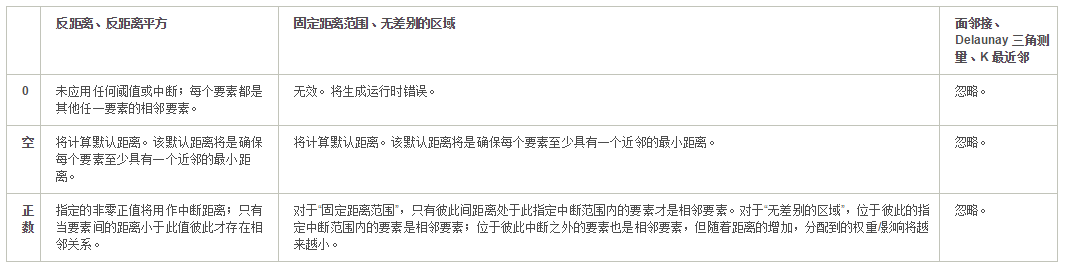 反距离、反距离平方
固定距离范围、无差别的区域
面邻接、
Delaunay 三角测
量、K 最近邻
0
未应用任何阈值或中断；每个要素都是
其他任一要素的相邻要素。
无效。将生成运行时错误。
忽略。
空
将计算默认距离。该默认距离将是确保
每个要素至少具有一个近邻的最小距
离。
将计算默认距离。该默认距离将是确保每个要素至少具有一个近邻的最小距离。
忽略。
正
数
指定的非零正值将用作中断距离；只有
当要素间的距离小于此值彼此才存在相
邻关系。
对于“固定距离范围”，只有彼此间距离处于此指定中断范围内的要素才是相邻要素。对于“无差别的区域”，位于彼此的指
定中断范围内的要素是相邻要素；位于彼此中断之外的要素也是相邻要素，但随着距离的增加，分配到的权重/影响将越
来越小。
忽略。